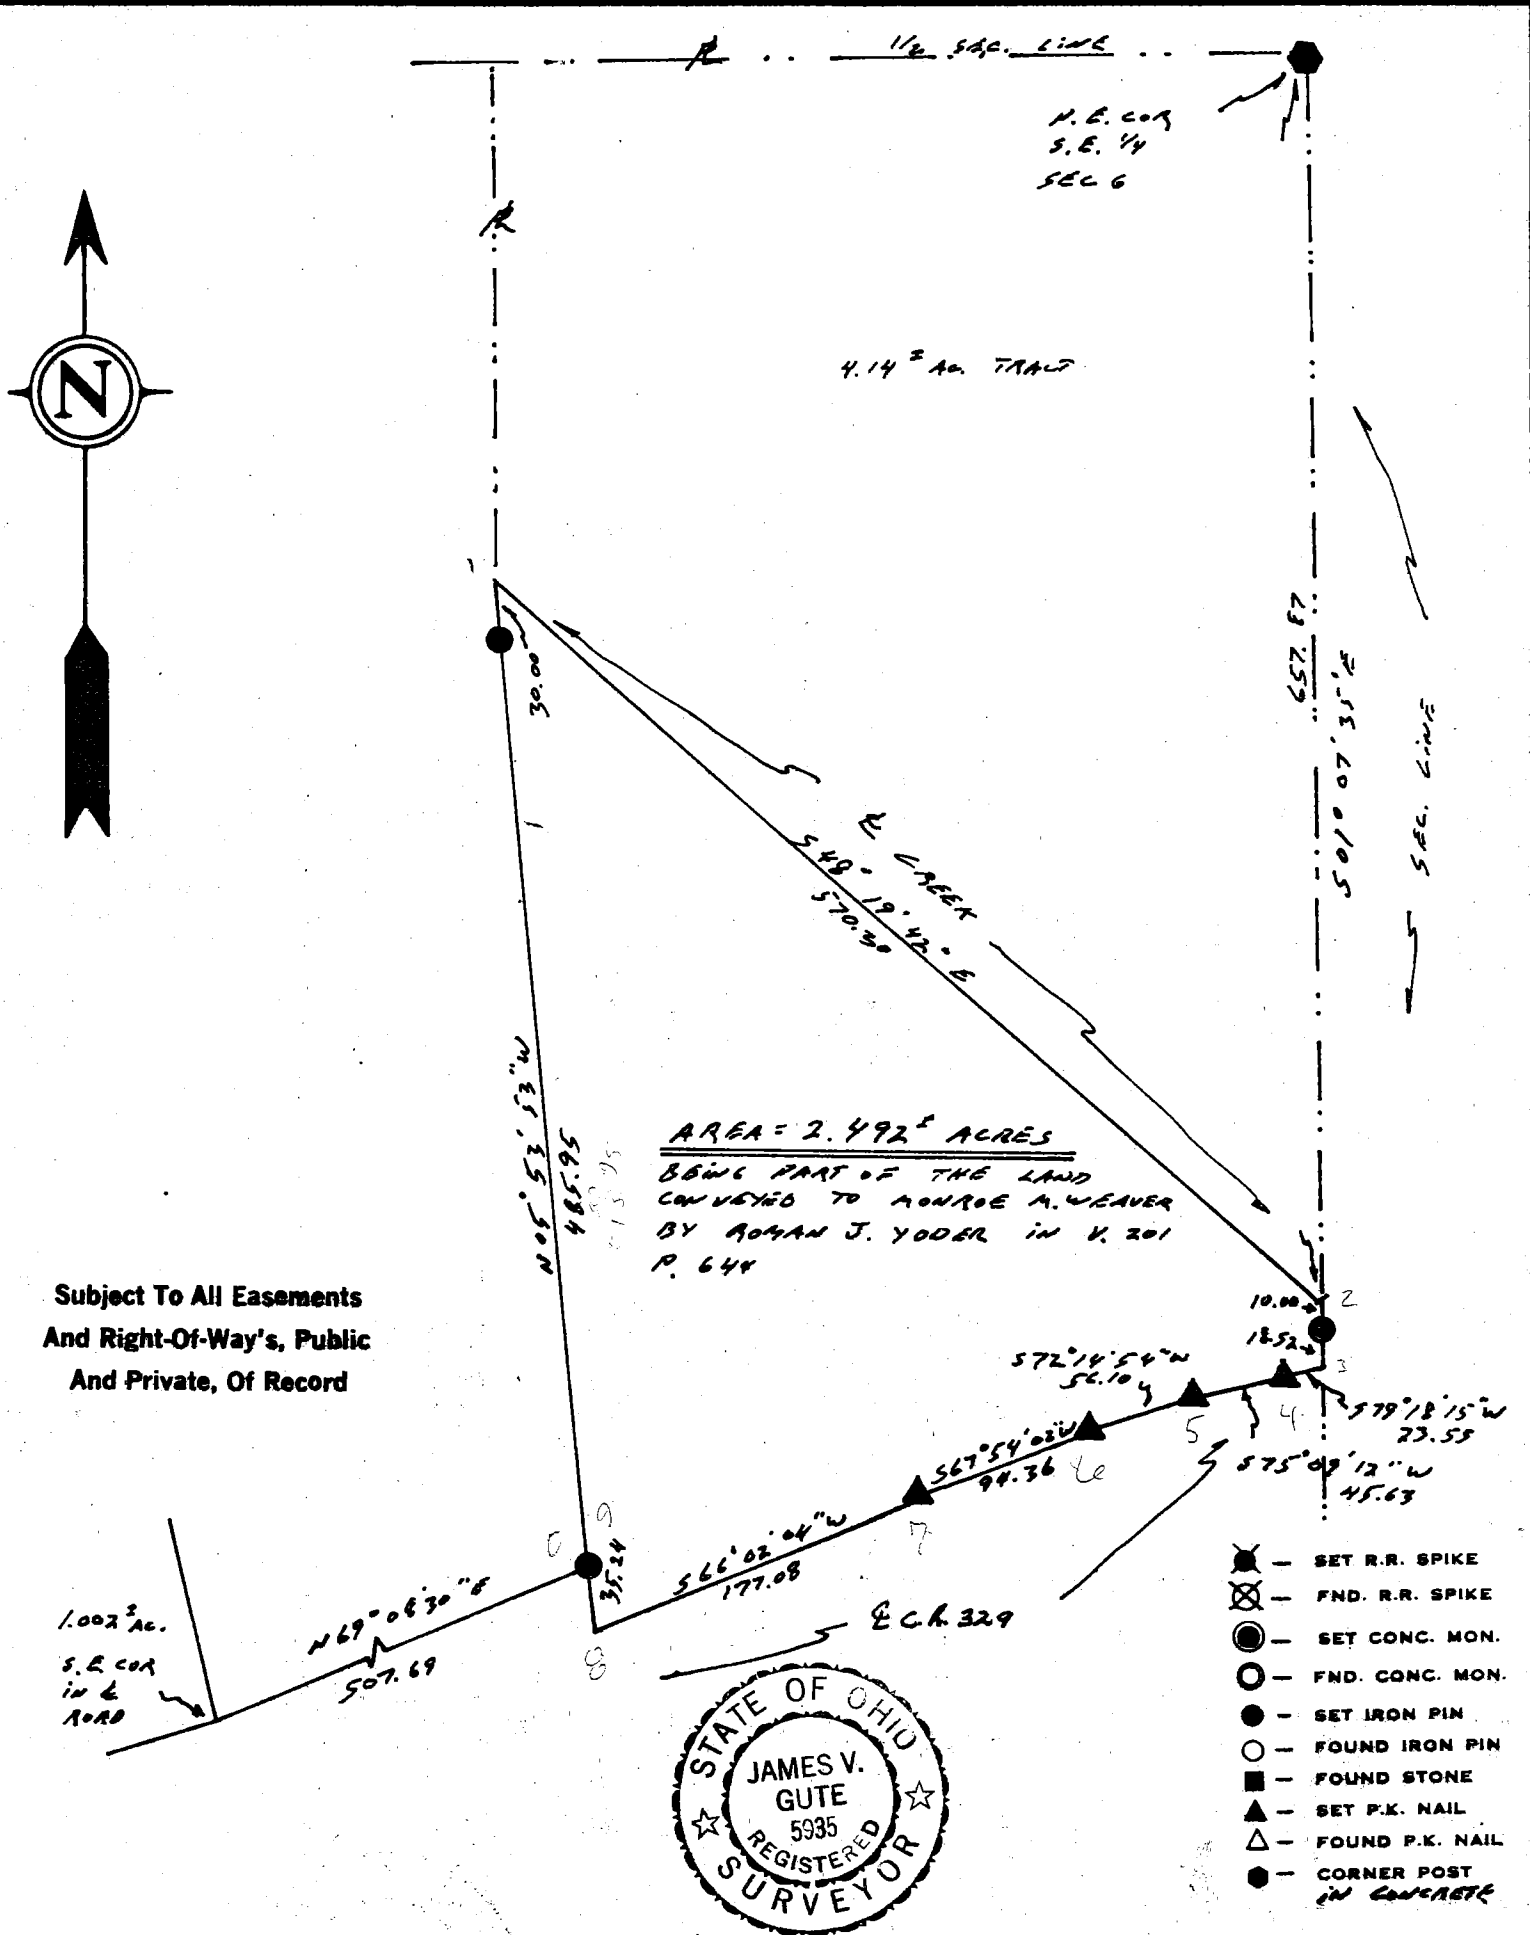 1/2 SEC. LINE
N.E. COR
S.E. 1/4
SEC 6
N
4.14 ± Ac. TRACT
1
30.00
657.87
S01°07'35"E
SEC. LINE
℄ CREEK
S48°19'42"E
570.30
N05°53'53"W
485.95
AREA = 2.492± ACRES
BEING PART OF THE LAND
CONVEYED TO MONROE M. WEAVER
BY ROMAN J. YODER IN V. 201
P. 644
Subject To All Easements
And Right-Of-Way's, Public
And Private, Of Record
10.00
2
18.52
3
S72°14'54"W
56.10
4
5
S79°18'15"W
23.55
S75°09'12"W
45.63
S67°54'02"W
94.36
6
7
S66°02'04"W
177.08
9
35.24
8
N69°08'30"E
507.69
1.002± Ac.
S.E COR
IN ℄
ROAD
℄ C.R. 329
STATE OF OHIO
JAMES V.
GUTE
5935
REGISTERED
SURVEYOR
— SET R.R. SPIKE
— FND. R.R. SPIKE
— SET CONC. MON.
— FND. CONC. MON.
— SET IRON PIN
— FOUND IRON PIN
— FOUND STONE
— SET P.K. NAIL
— FOUND P.K. NAIL
— CORNER POST
IN CONCRETE